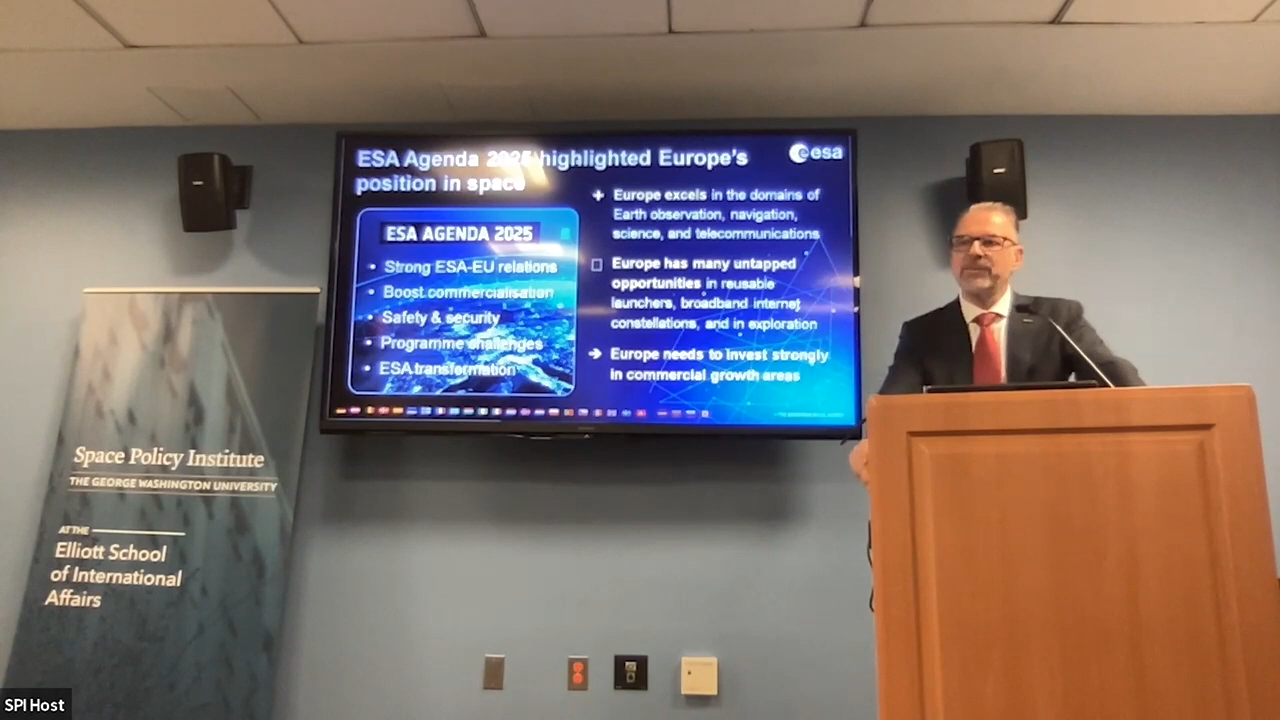 ESA Agenda 2025 highlighted Europe's
position in space
esa
ESA AGENDA 2025
• Strong ESA-EU relations
• Boost commercialisation
• Safety & security
• Programme challenges
• ESA transformation
Europe excels in the domains of
Earth observation, navigation,
science, and telecommunications
Europe has many untapped
opportunities in reusable
launchers, broadband internet
constellations, and in exploration
➔ Europe needs to invest strongly
in commercial growth areas
Space Policy Institute
THE GEORGE WASHINGTON UNIVERSITY
AT THE
Elliott School
of International
Affairs
SPI Host